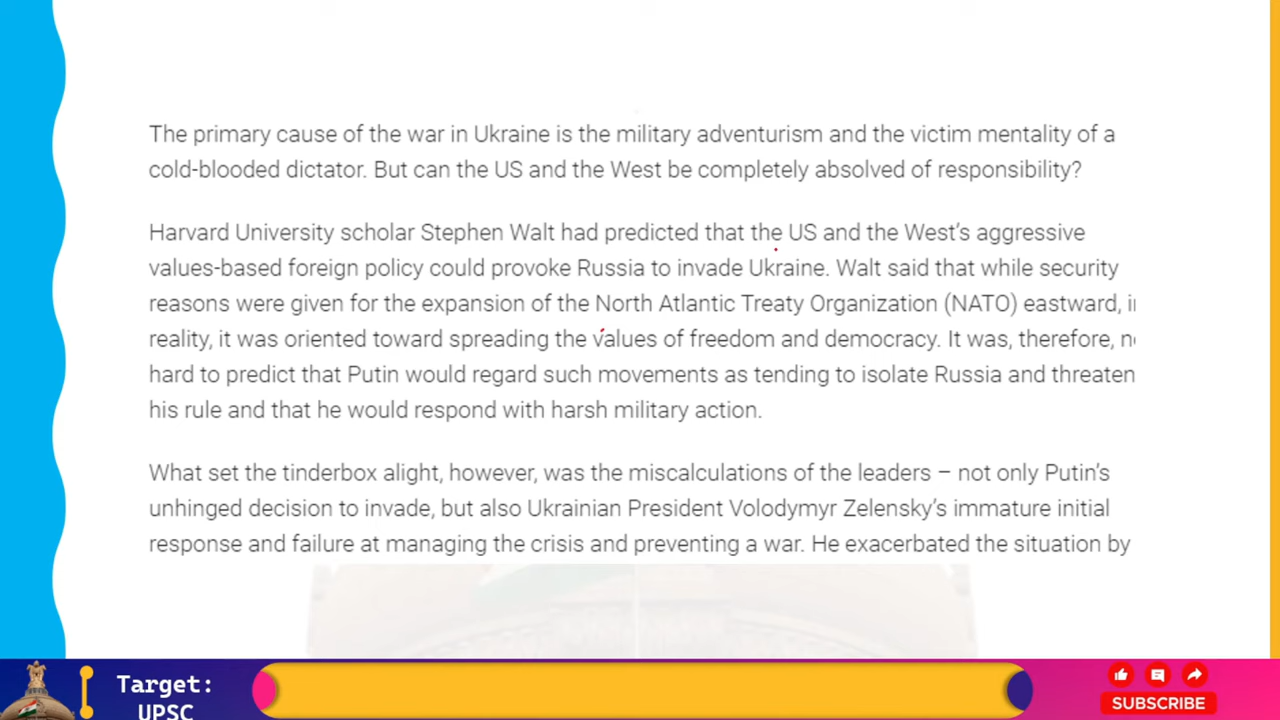 The primary cause of the war in Ukraine is the military adventurism and the victim mentality of a
cold-blooded dictator. But can the US and the West be completely absolved of responsibility?
Harvard University scholar Stephen Walt had predicted that the US and the West's aggressive
values-based foreign policy could provoke Russia to invade Ukraine. Walt said that while security
reasons were given for the expansion of the North Atlantic Treaty Organization (NATO) eastward,
reality, it was oriented toward spreading the values of freedom and democracy. It was, therefore,
hard to predict that Putin would regard such movements as tending to isolate Russia and threaten
his rule and that he would respond with harsh military action.
What set the tinderbox alight, however, was the miscalculations of the leaders – not only Putin's
unhinged decision to invade, but also Ukrainian President Volodymyr Zelensky's immature initial
response and failure at managing the crisis and preventing a war. He exacerbated the situation by
Target:
UPSC
SUBSCRIBE